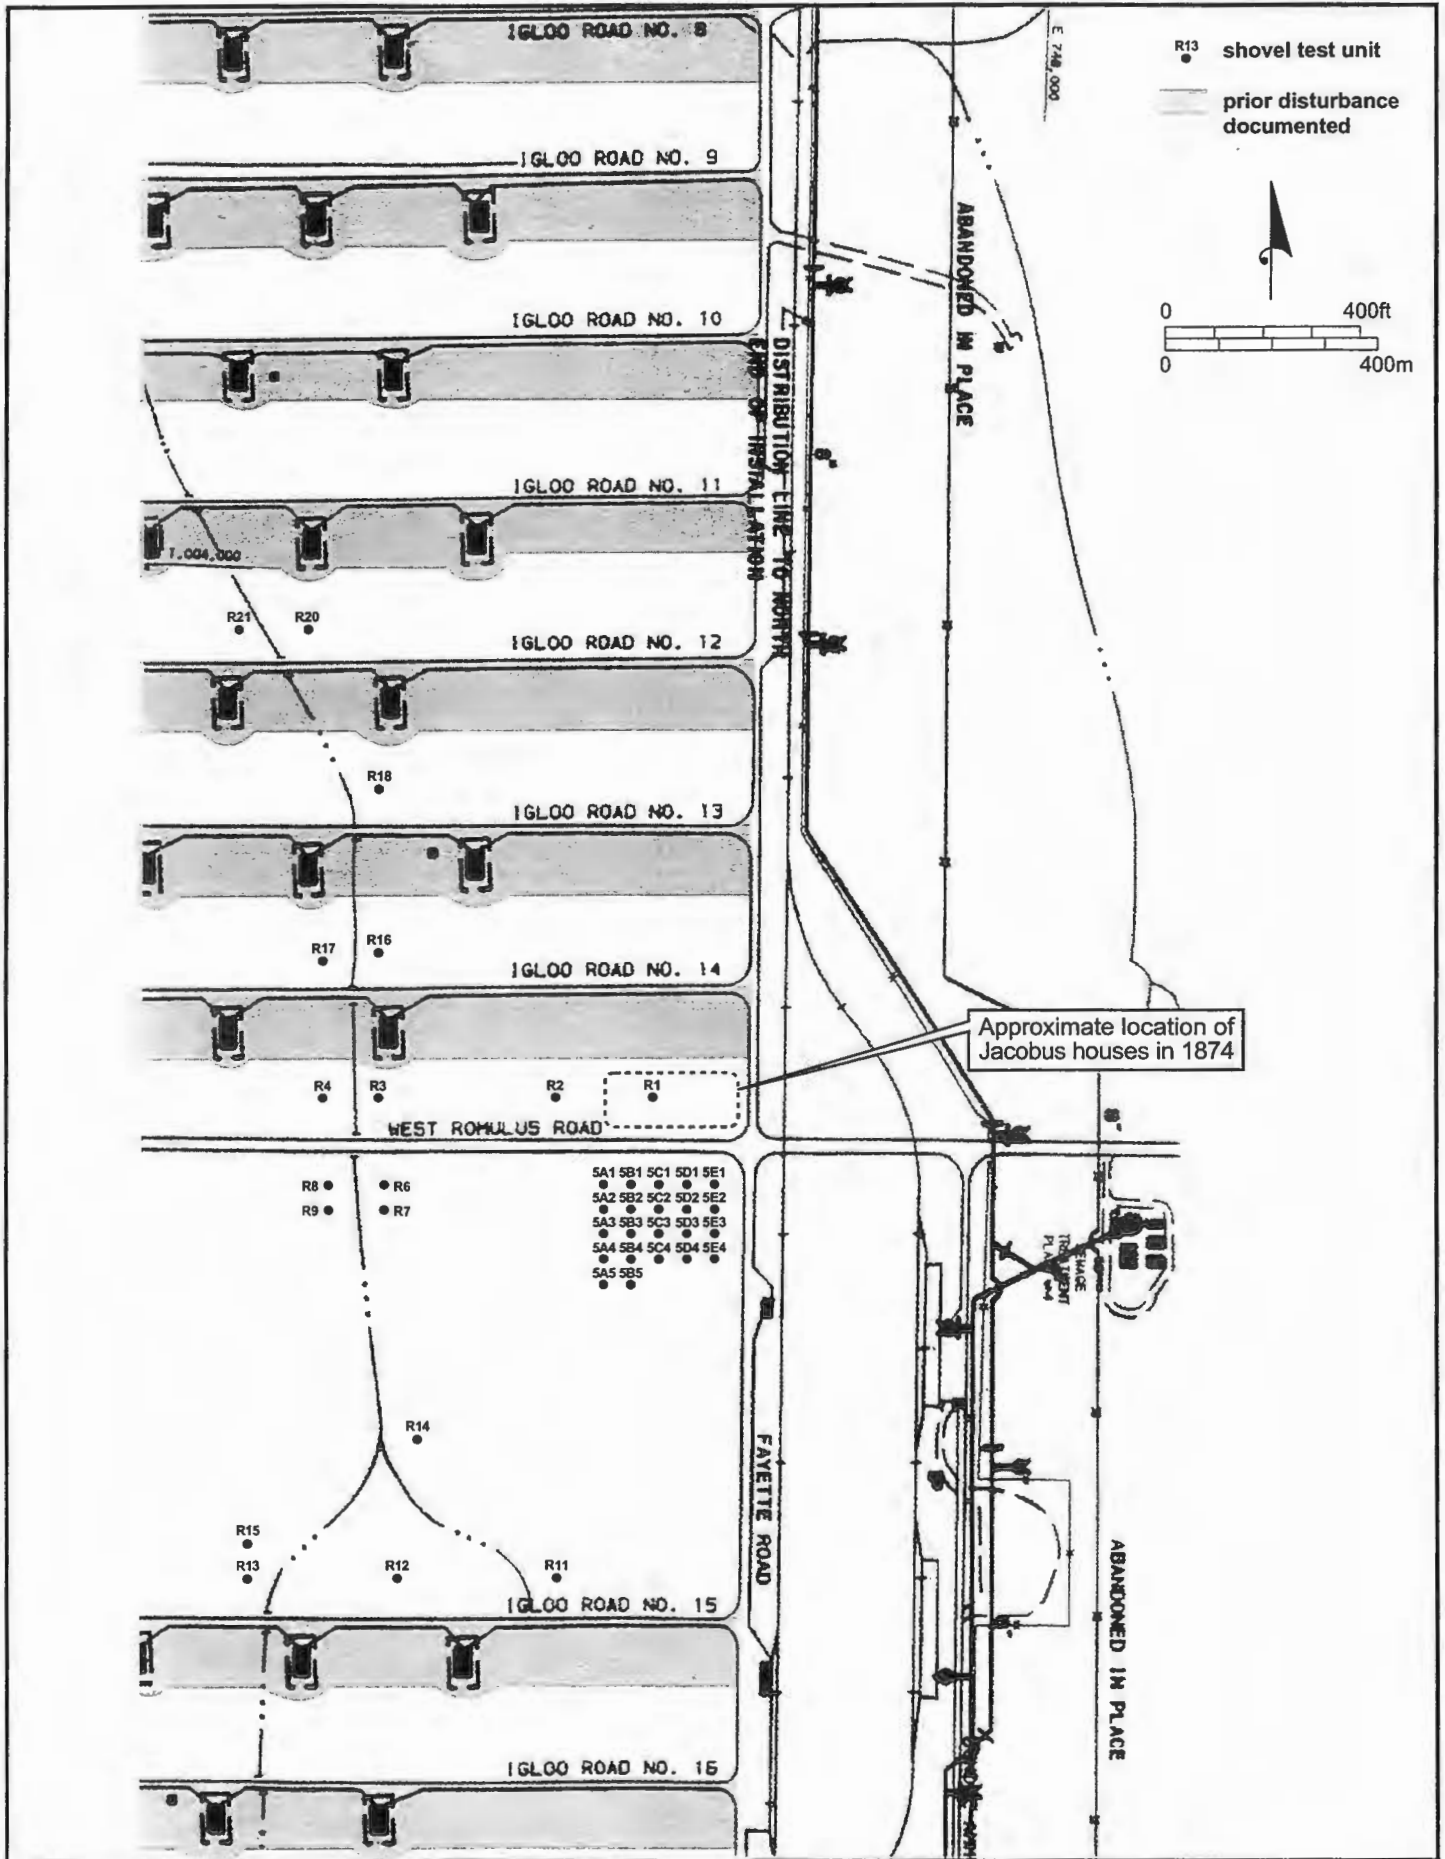 IGLOO ROAD NO. 8
E 748,000
R13 shovel test unit
prior disturbance
documented
IGLOO ROAD NO. 9
ABANDONED IN PLACE
0 400ft
0 400m
IGLOO ROAD NO. 10
DISTRIBUTION LINE TO NORTH
END OF INSTALLATION
IGLOO ROAD NO. 11
R21 R20
IGLOO ROAD NO. 12
R18
IGLOO ROAD NO. 13
R17 R16
IGLOO ROAD NO. 14
Approximate location of
Jacobus houses in 1874
R4 R3 R2 R1
WEST ROMULUS ROAD
5A1 5B1 5C1 5D1 5E1
R8 R6
5A2 5B2 5C2 5D2 5E2
R9 R7
5A3 5B3 5C3 5D3 5E3
5A4 5B4 5C4 5D4 5E4
5A5 5B5
SEWAGE
TREATMENT
R14
FAYETTE ROAD
R15
R13 R12 R11
ABANDONED IN PLACE
IGLOO ROAD NO. 15
IGLOO ROAD NO. 16